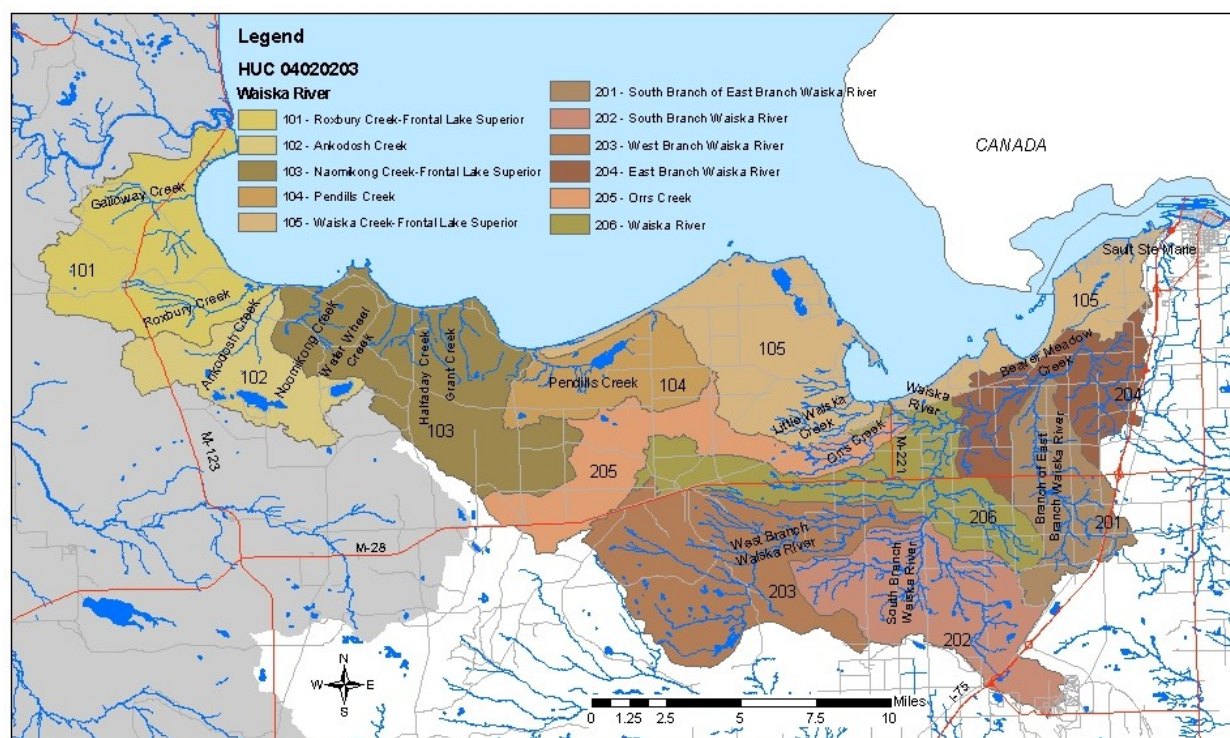 Legend
HUC 04020203
Waiska River
101 - Roxbury Creek-Frontal Lake Superior
102 - Ankodosh Creek
103 - Naomikong Creek-Frontal Lake Superior
104 - Pendills Creek
105 - Waiska Creek-Frontal Lake Superior
201 - South Branch of East Branch Waiska River
202 - South Branch Waiska River
203 - West Branch Waiska River
204 - East Branch Waiska River
205 - Orrs Creek
206 - Waiska River
CANADA
Galloway Creek
101
Roxbury Creek
Ankodosh Creek
102
Naomikong Creek
Water Wheel
Creek
Halfaday Creek
Grant Creek
103
Pendills Creek
104
105
Sault Ste Marie
105
Beaver Meadow
Creek
204
Waiska
River
Little Waiska
Creek
Orrs Creek
M-221
205
206
Branch of East
Branch Waiska River
201
West Branch
Waiska River
203
South Branch
Waiska River
202
M-123
M-28
I-75
N
W
E
S
0
1.25
2.5
5
7.5
10
Miles